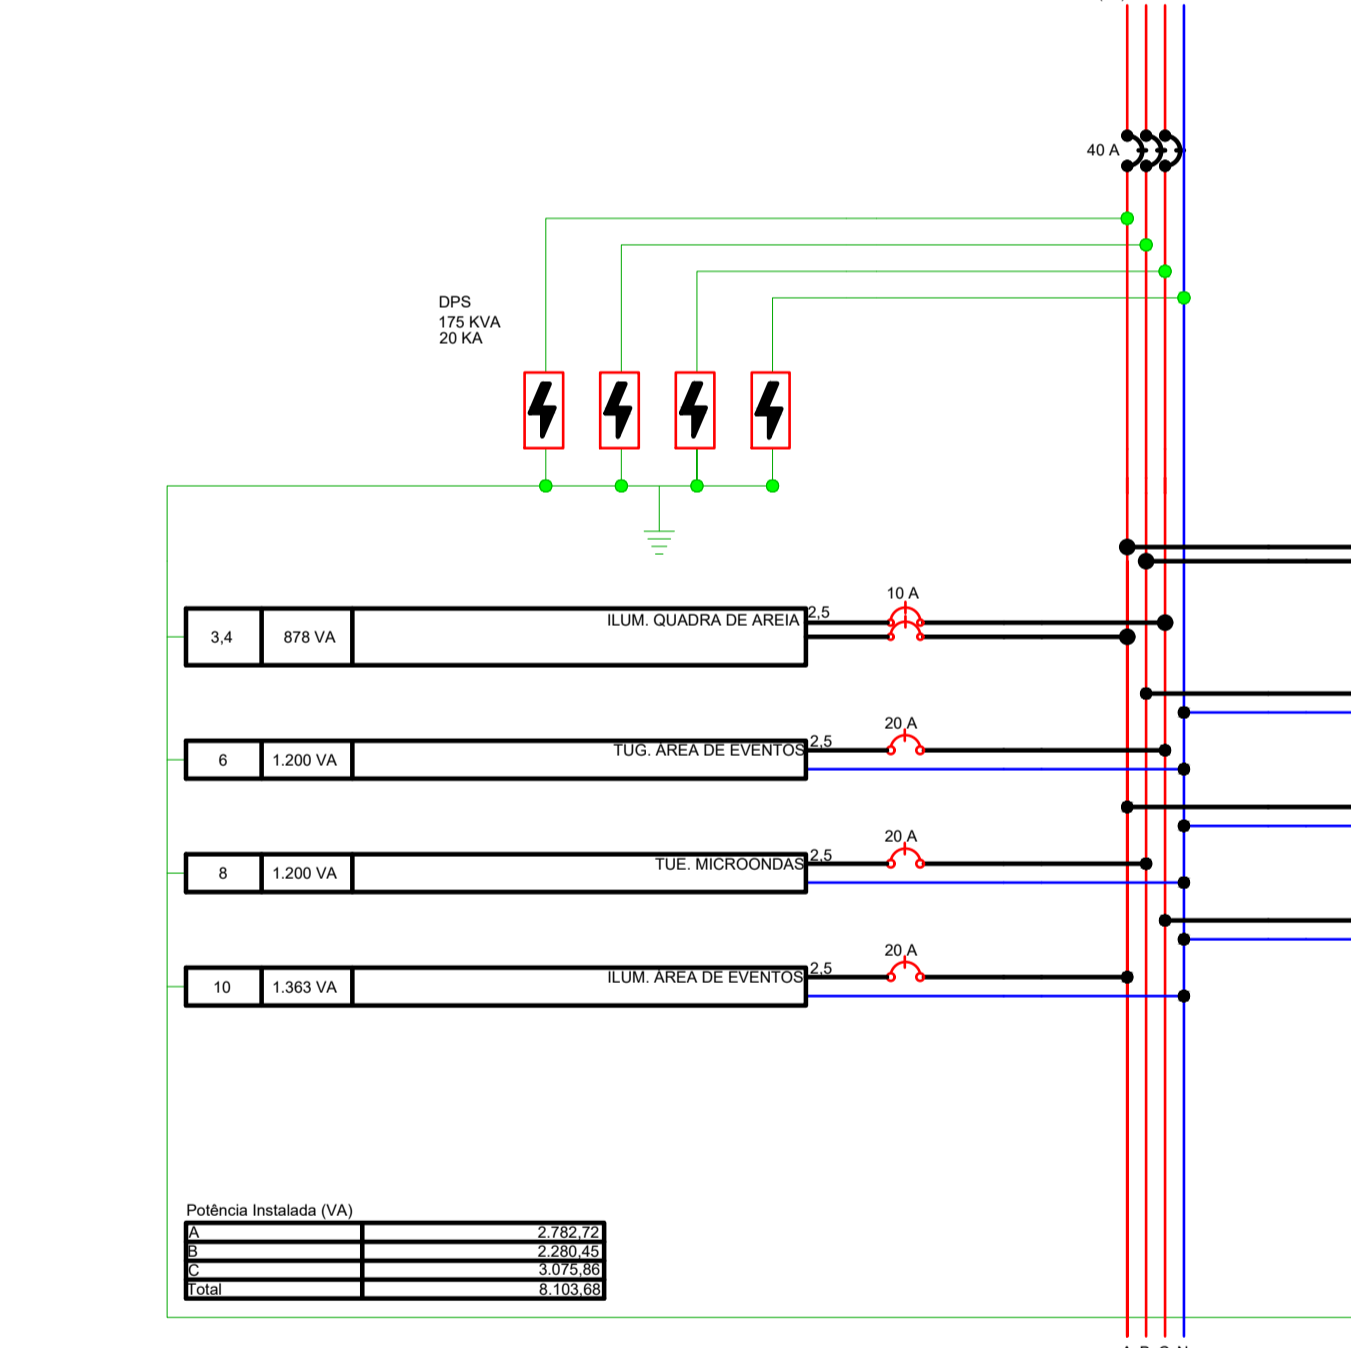 40 A
DPS
175 KVA
20 KA
10 A
3,4 878 VA ILUM. QUADRA DE AREIA 2,5
20 A
6 1.200 VA TUG. ÁREA DE EVENTOS 2,5
20 A
8 1.200 VA TUE. MICROONDAS 2,5
20 A
10 1.363 VA ILUM. ÁREA DE EVENTOS 2,5
Potência Instalada (VA)
A 2.782,72
B 2.280,45
C 3.075,86
Total 8.103,68